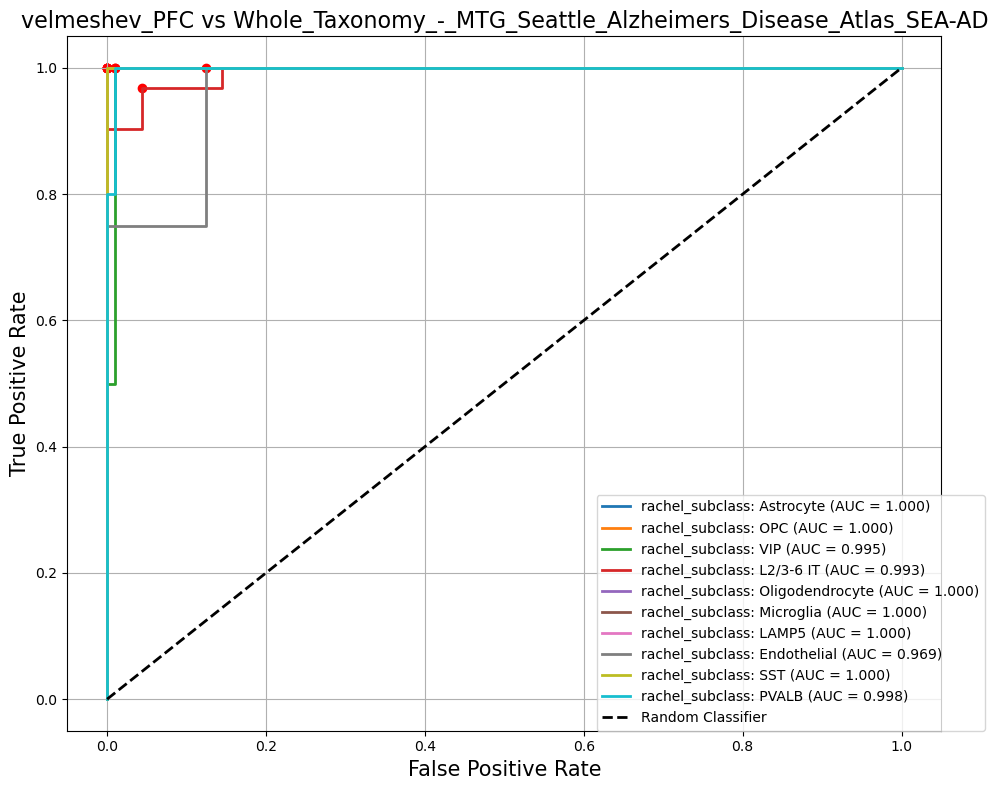 velmeshev_PFC vs Whole_Taxonomy_-_MTG_Seattle_Alzheimers_Disease_Atlas_SEA-AD
True Positive Rate
1.0
0.8
0.6
0.4
0.2
0.0
rachel_subclass: Astrocyte (AUC = 1.000)
rachel_subclass: OPC (AUC = 1.000)
rachel_subclass: VIP (AUC = 0.995)
rachel_subclass: L2/3-6 IT (AUC = 0.993)
rachel_subclass: Oligodendrocyte (AUC = 1.000)
rachel_subclass: Microglia (AUC = 1.000)
rachel_subclass: LAMP5 (AUC = 1.000)
rachel_subclass: Endothelial (AUC = 0.969)
rachel_subclass: SST (AUC = 1.000)
rachel_subclass: PVALB (AUC = 0.998)
Random Classifier
0.0 0.2 0.4 0.6 0.8 1.0
False Positive Rate